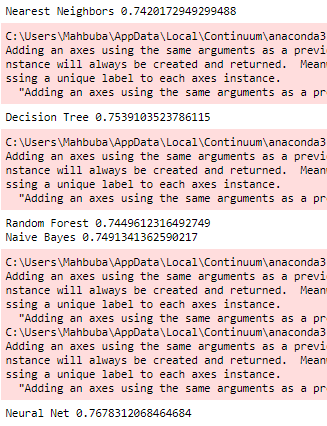 Nearest Neighbors 0.7420172949299488
C:\Users\Mahbuba\AppData\Local\Continuum\anaconda3
Adding an axes using the same arguments as a previ
nstance will always be created and returned.  Mean
ssing a unique label to each axes instance.
"Adding an axes using the same arguments as a pr
Decision Tree 0.7539103523786115
C:\Users\Mahbuba\AppData\Local\Continuum\anaconda3
Adding an axes using the same arguments as a previ
nstance will always be created and returned.  Mean
ssing a unique label to each axes instance.
"Adding an axes using the same arguments as a pr
Random Forest 0.7449612316492749
Naive Bayes 0.7491341362590217
C:\Users\Mahbuba\AppData\Local\Continuum\anaconda3
Adding an axes using the same arguments as a previ
nstance will always be created and returned.  Mean
ssing a unique label to each axes instance.
"Adding an axes using the same arguments as a pr
C:\Users\Mahbuba\AppData\Local\Continuum\anaconda3
Adding an axes using the same arguments as a previ
nstance will always be created and returned.  Mean
ssing a unique label to each axes instance.
"Adding an axes using the same arguments as a pr
Neural Net 0.7678312068464684